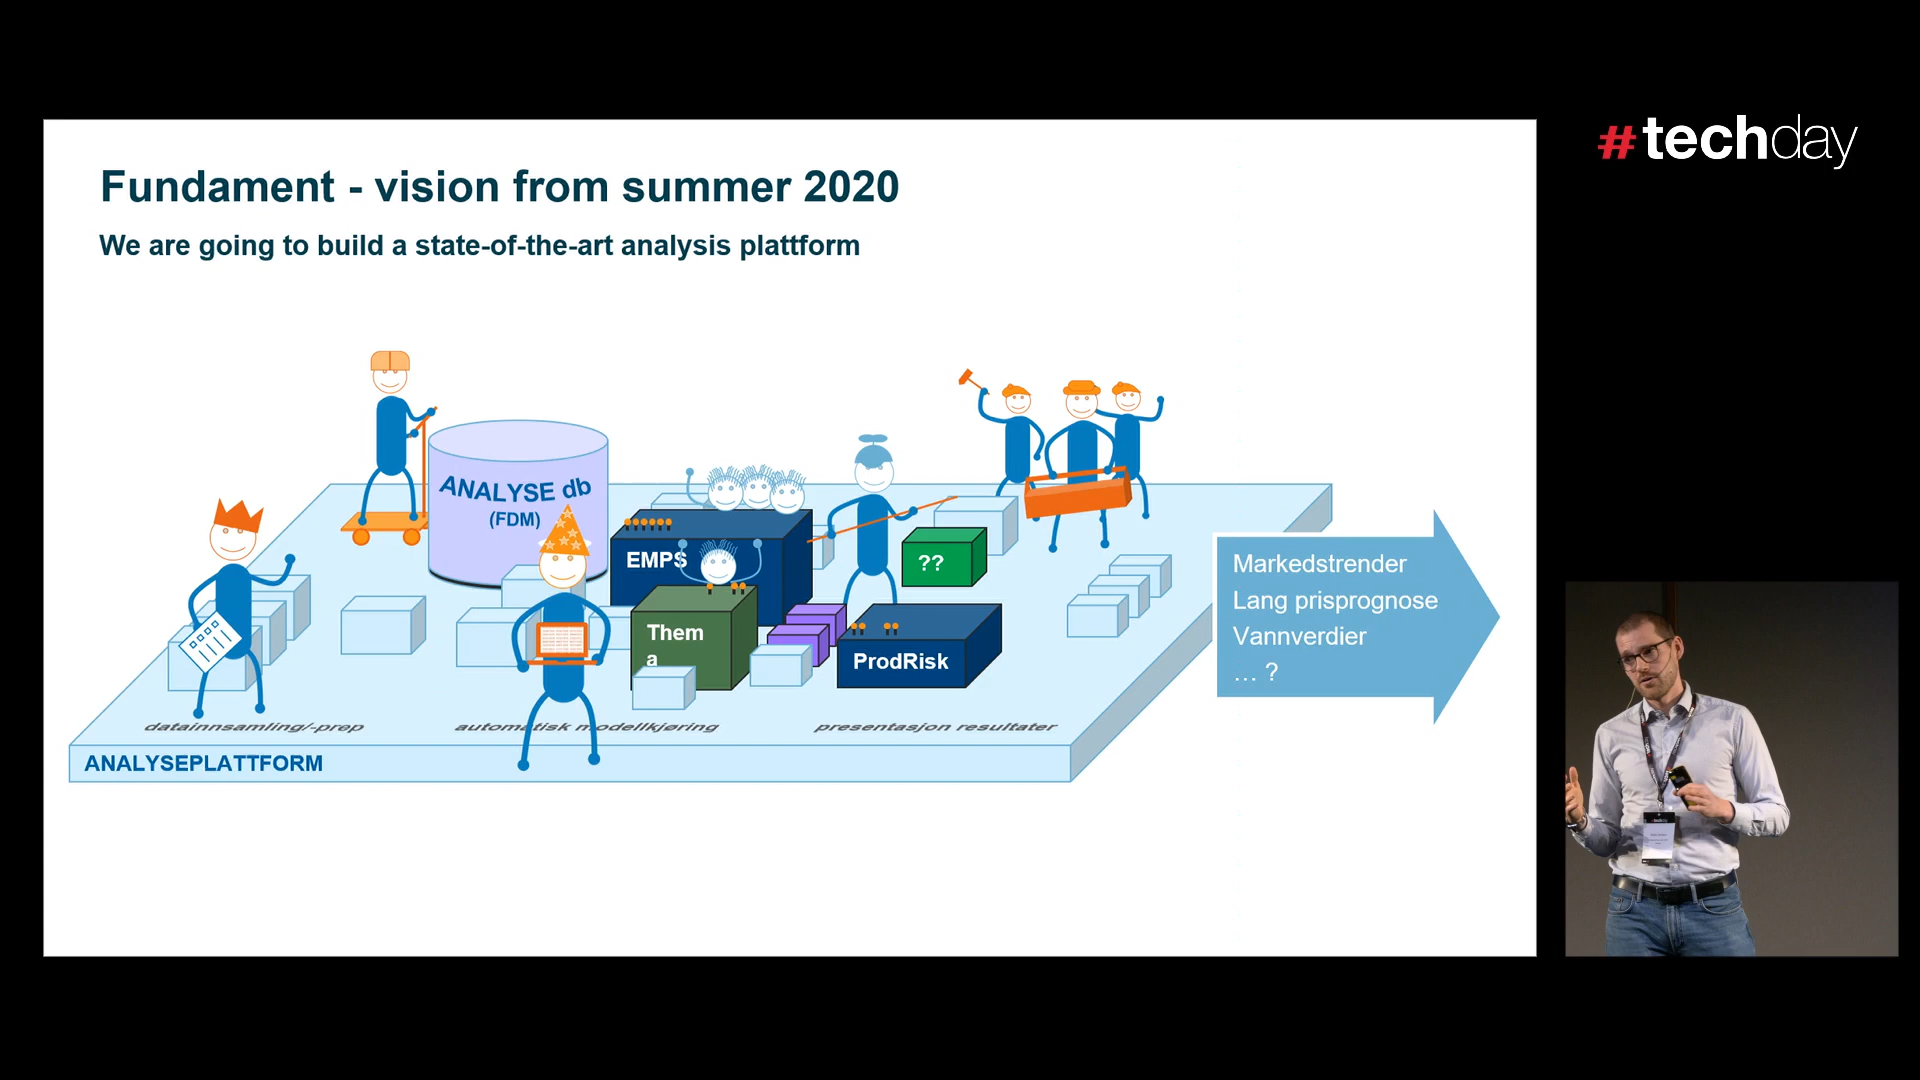 #techday
Fundament - vision from summer 2020
We are going to build a state-of-the-art analysis plattform
ANALYSE db
(FDM)
EMPS
??
Them
a
ProdRisk
Markedstrender
Lang prisprognose
Vannverdier
... ?
datainnsamling/-prep
automatisk modellkjøring
presentasjon resultater
ANALYSEPLATTFORM